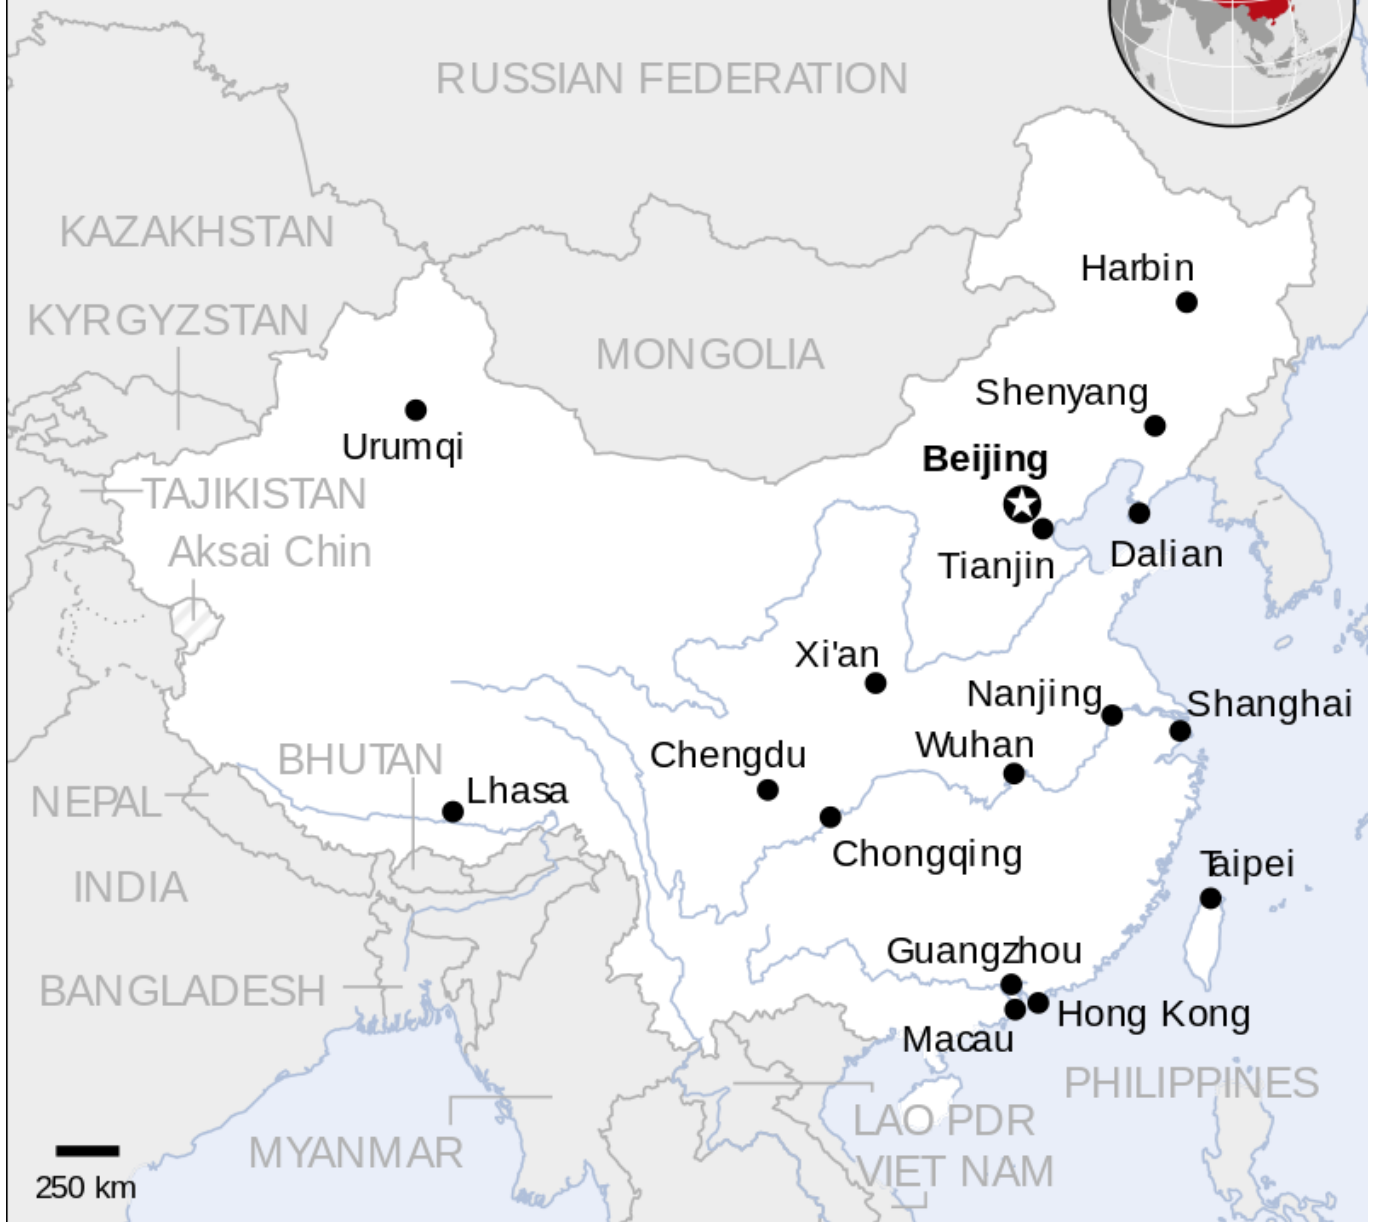 RUSSIAN FEDERATION
KAZAKHSTAN
Harbin
KYRGYZSTAN
MONGOLIA
Shenyang
Urumqi
Beijing
TAJIKISTAN
Aksai Chin
Tianjin
Dalian
Xi'an
Nanjing
Shanghai
Wuhan
Chengdu
BHUTAN
Lhasa
NEPAL
Chongqing
Taipei
INDIA
Guangzhou
BANGLADESH
Hong Kong
Macau
PHILIPPINES
LAO PDR
MYANMAR
VIET NAM
250 km